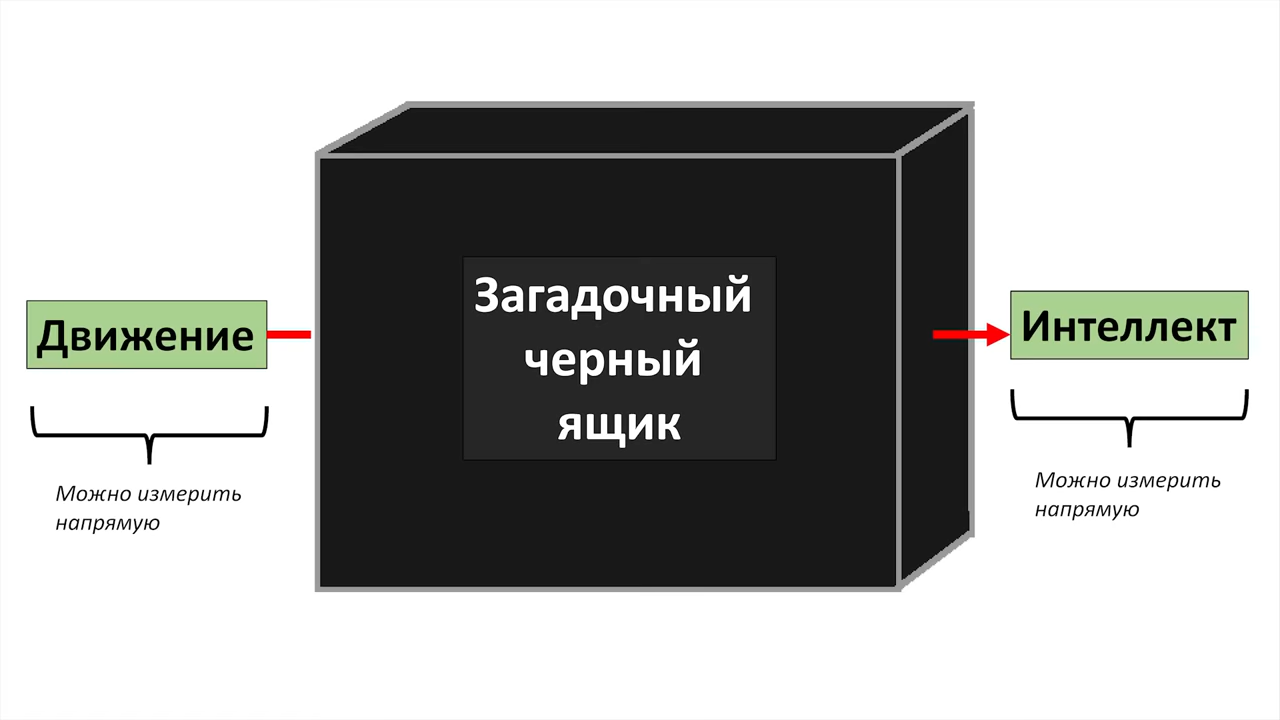 Загадочный
черный
ящик
Движение
Интеллект
Можно измерить
напрямую
Можно измерить
напрямую